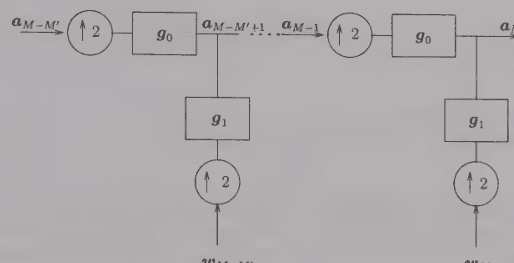 a_{M-M'} ↑ 2 g_0 a_{M-M'+1} ...... a_{M-1} ↑ 2 g_0
g_1 g_1
↑ 2 ↑ 2